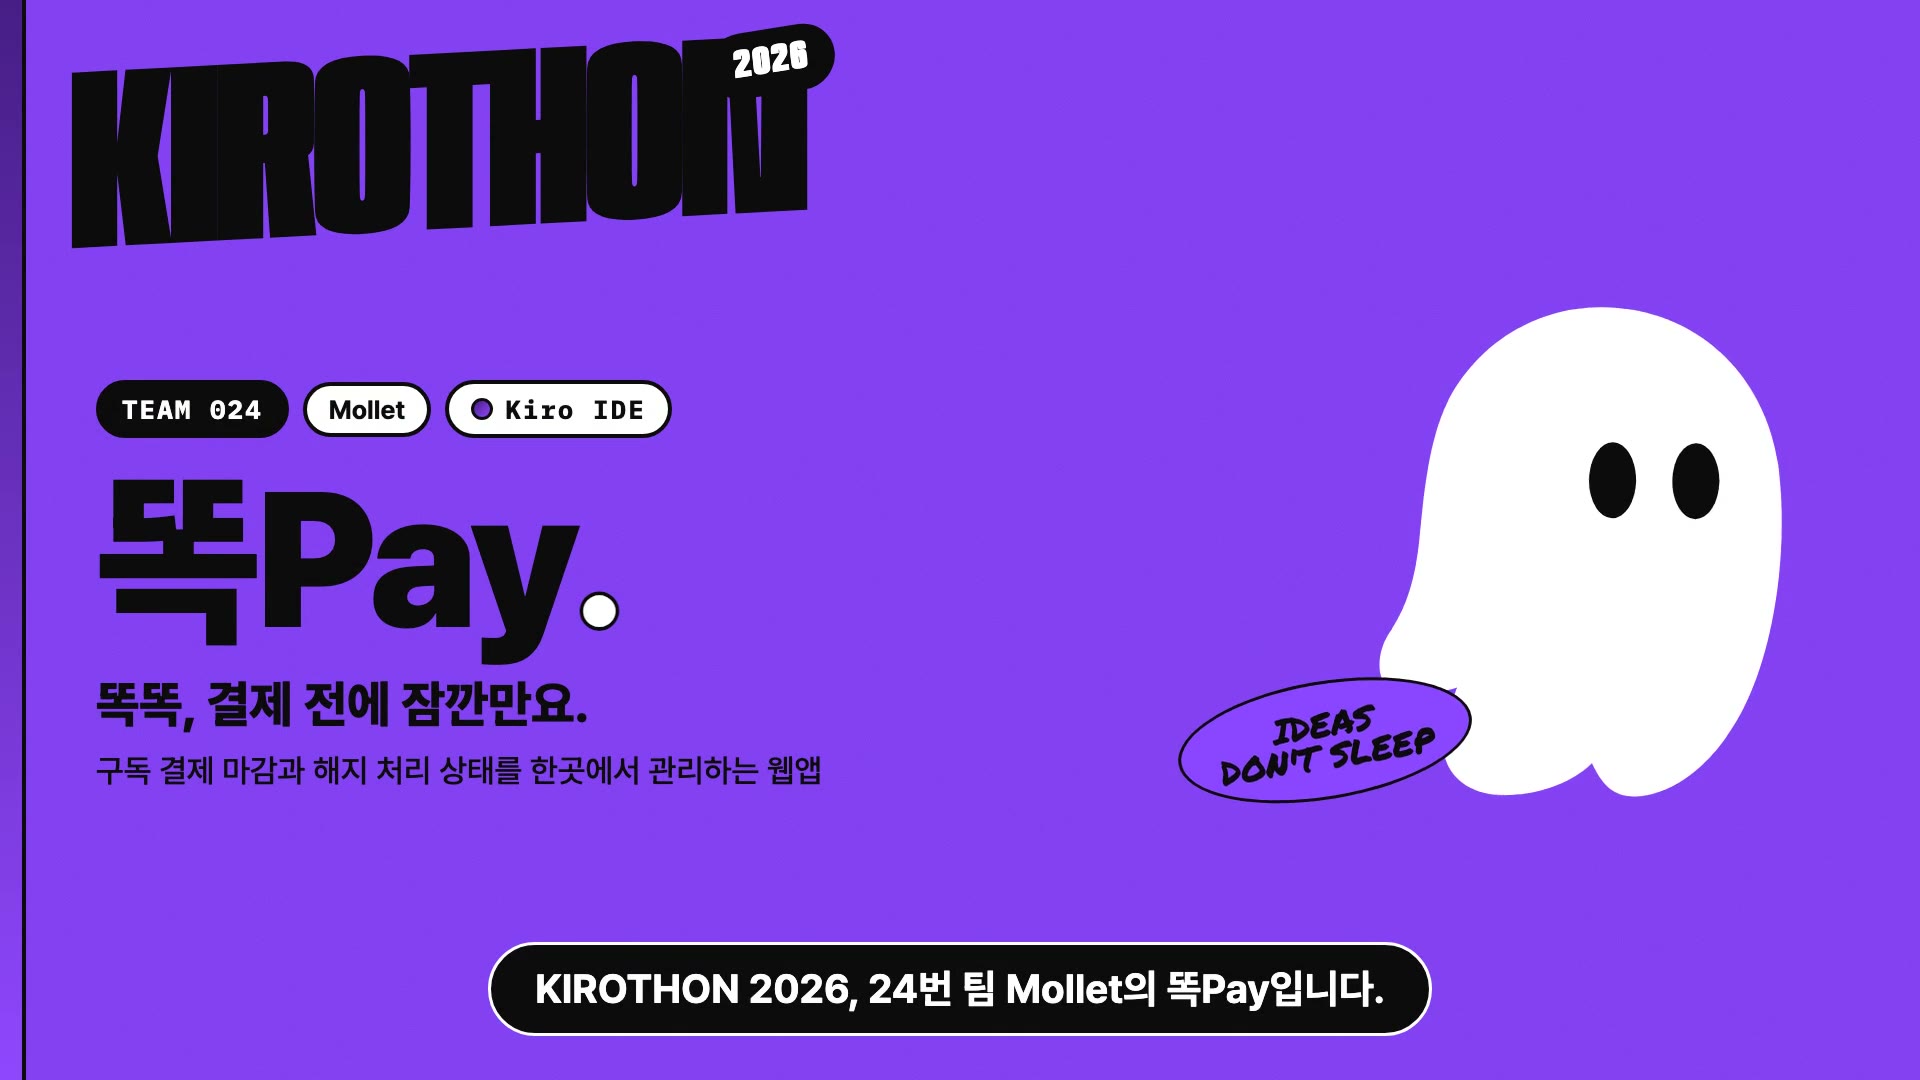 KIROTHON
2026
TEAM 024
Mollet
Kiro IDE
똑Pay.
똑똑, 결제 전에 잠깐만요.
구독 결제 마감과 해지 처리 상태를 한곳에서 관리하는 웹앱
IDEAS
DON'T SLEEP
KIROTHON 2026, 24번 팀 Mollet의 똑Pay입니다.